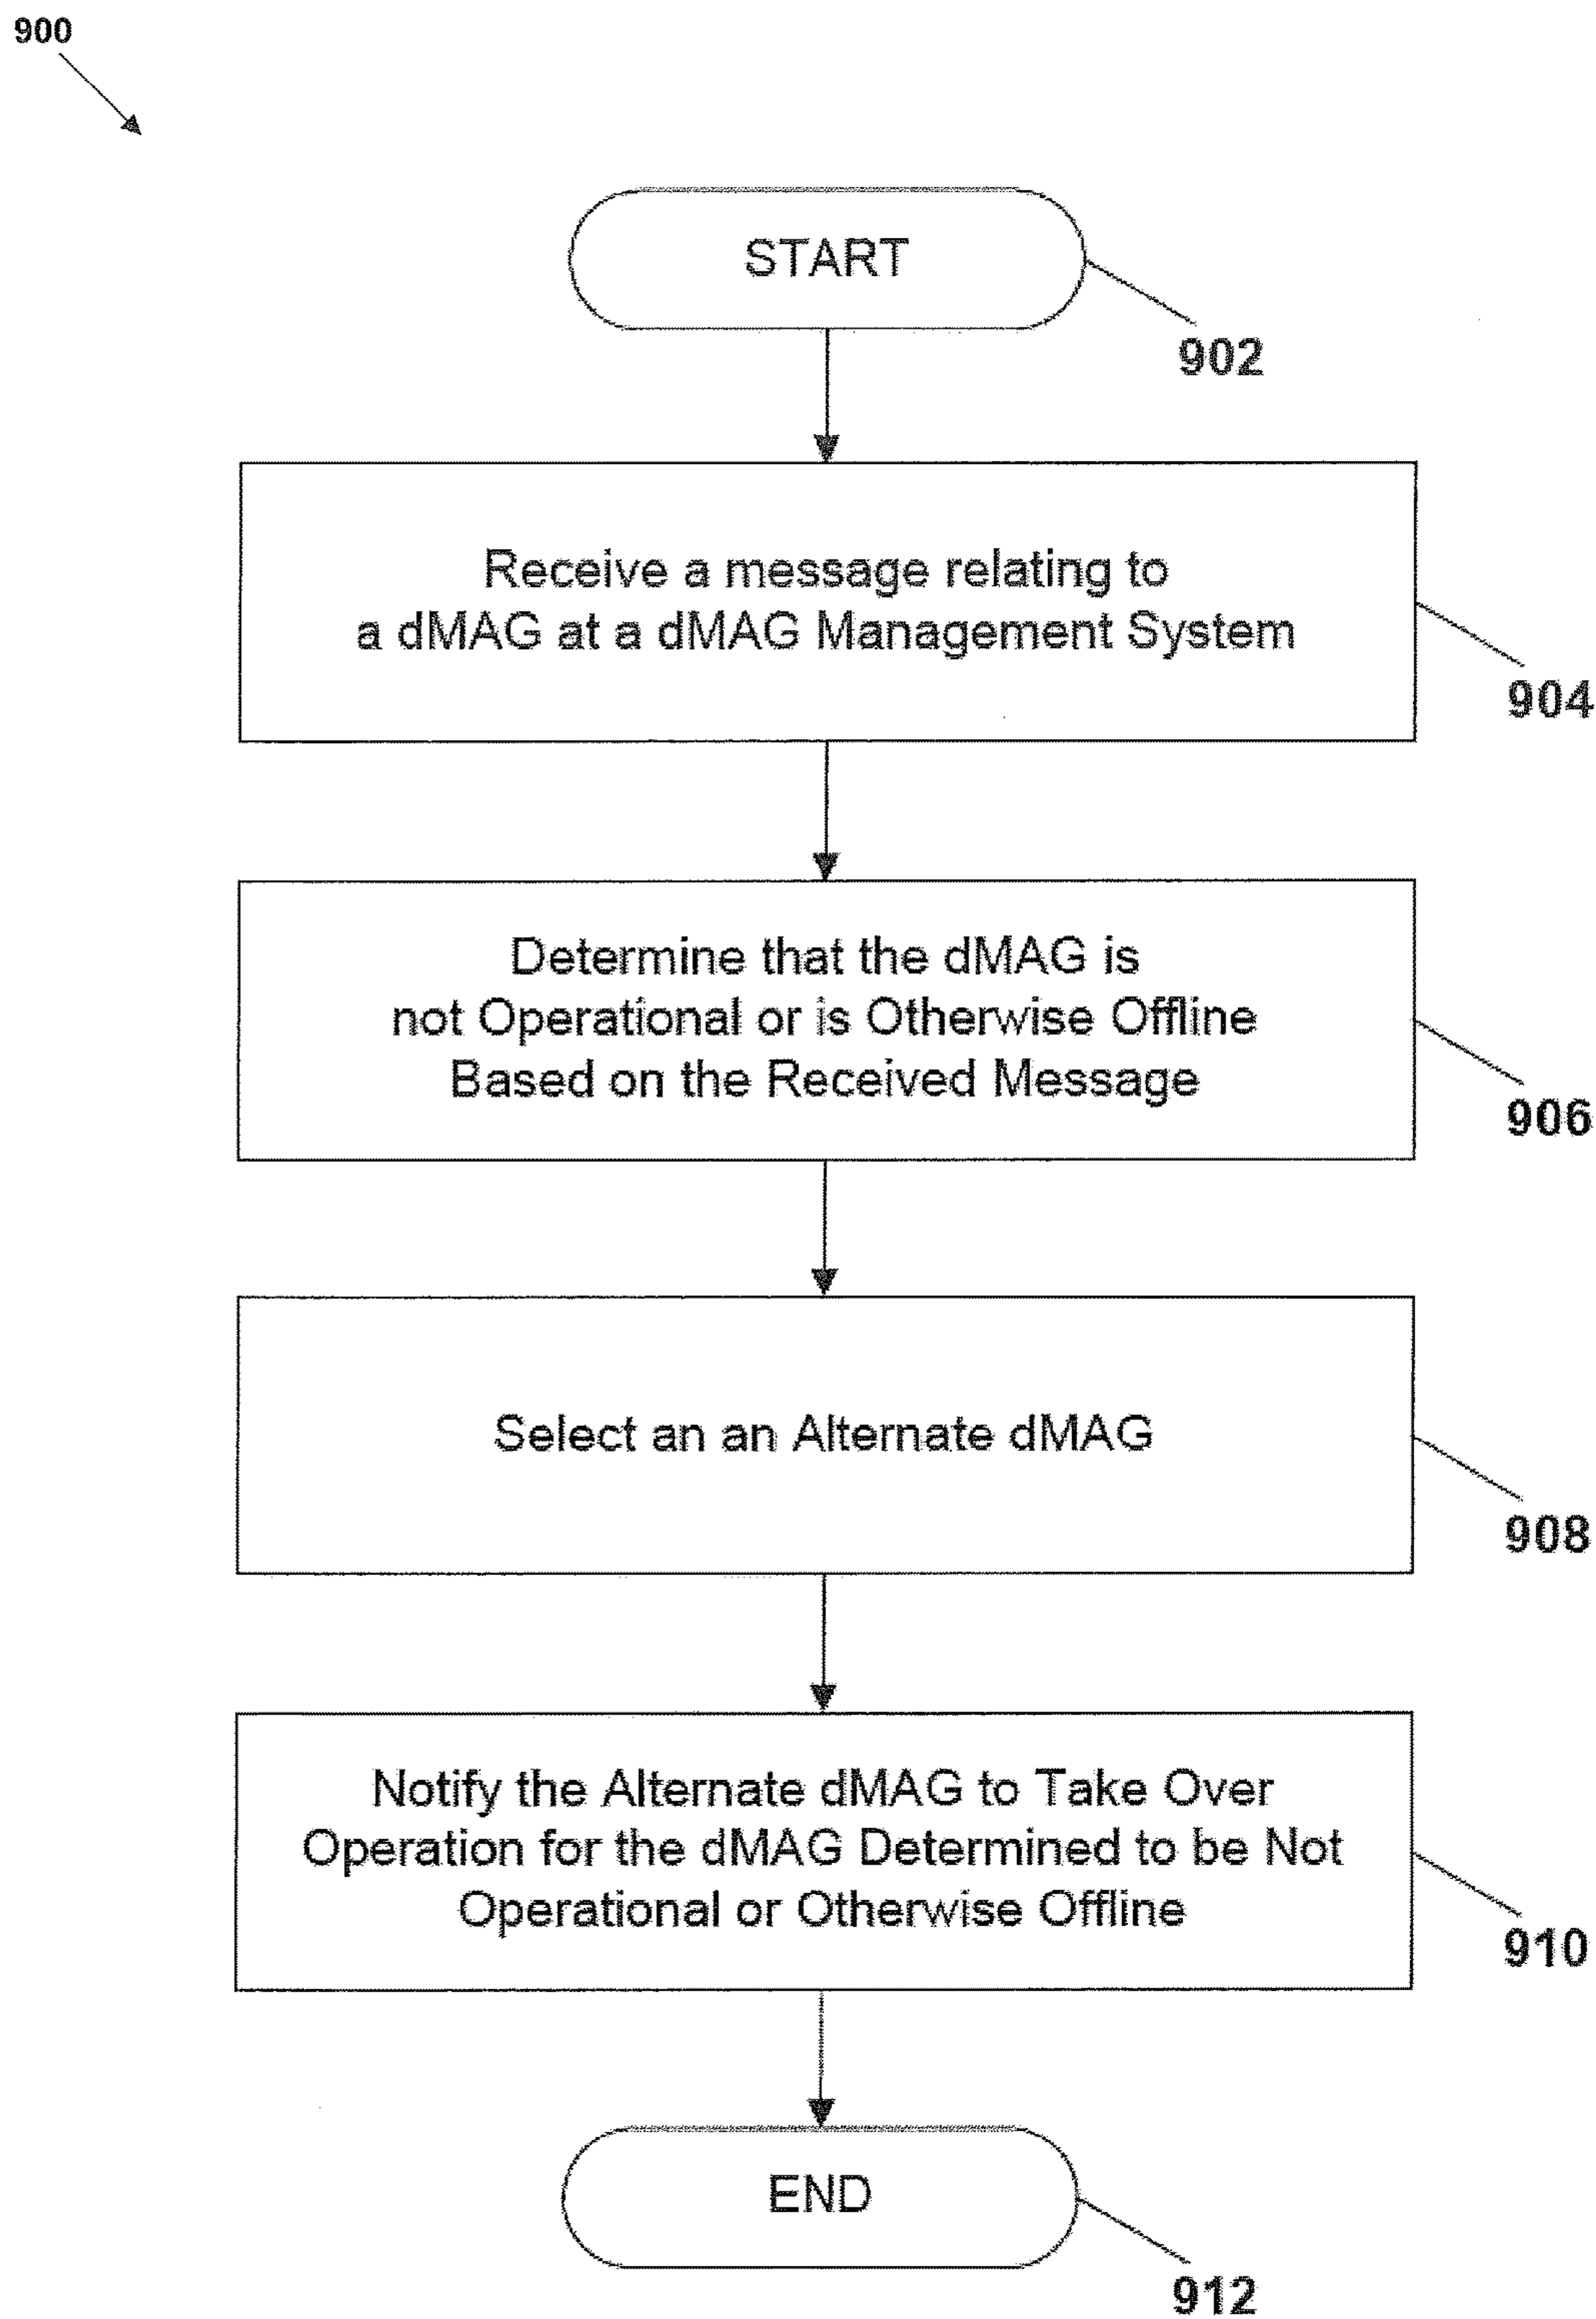 900
START
902
Receive a message relating to
a dMAG at a dMAG Management System
904
Determine that the dMAG is
not Operational or is Otherwise Offline
Based on the Received Message
906
Select an an Alternate dMAG
908
Notify the Alternate dMAG to Take Over
Operation for the dMAG Determined to be Not
Operational or Otherwise Offline
910
END
912